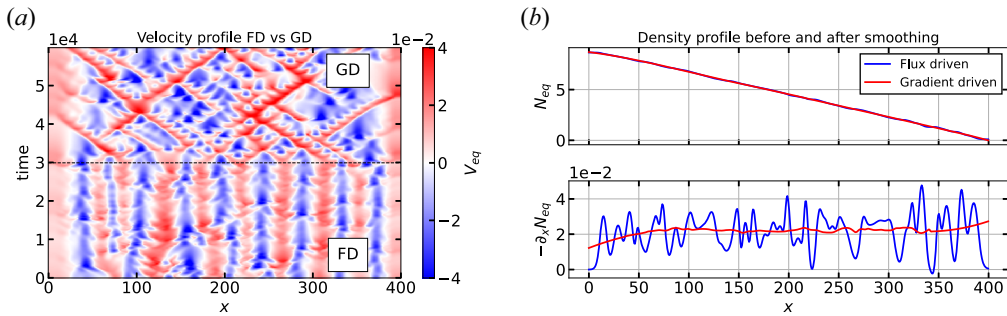 (a)
Velocity profile FD vs GD
1e4
1e−2
GD
FD
5
4
3
2
1
0
time
0 100 200 300 400
x
4
2
0
−2
−4
V_eq
(b)
Density profile before and after smoothing
Flux driven
Gradient driven
5
0
N_eq
1e−2
4
2
0
−∂_x N_eq
0 50 100 150 200 250 300 350 400
x